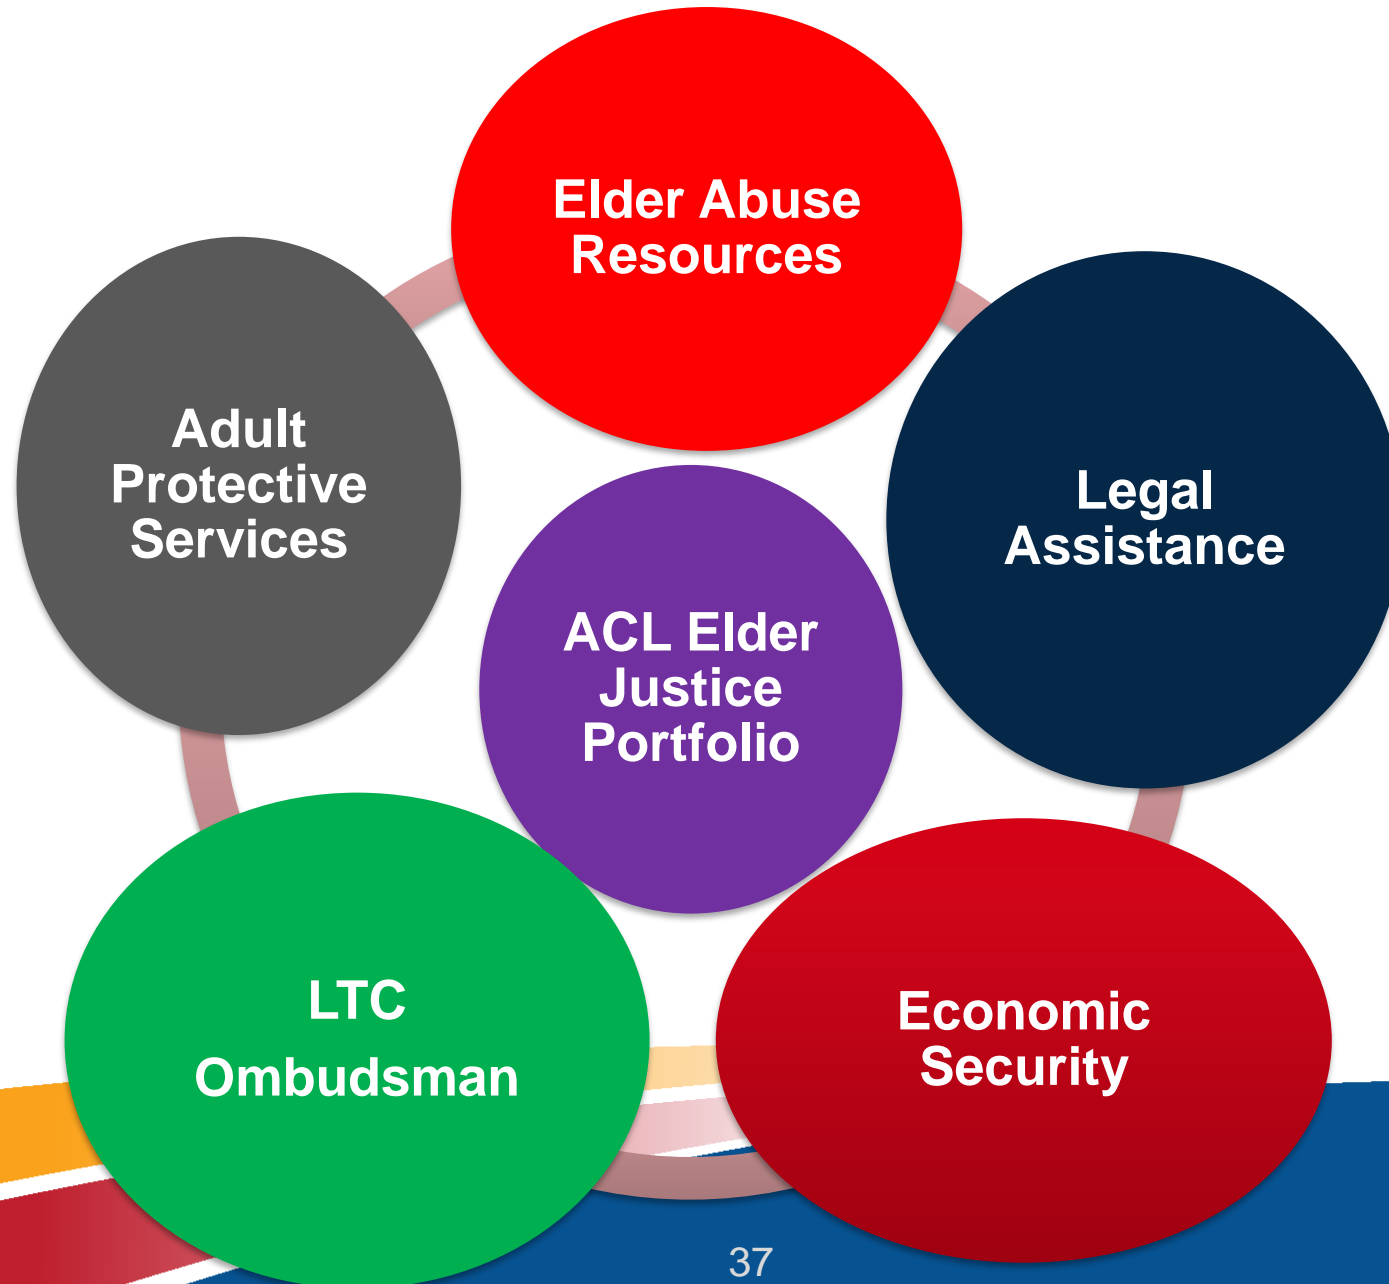 Elder Abuse
Resources
Adult
Protective
Services
Legal
Assistance
ACL Elder
Justice
Portfolio
LTC
Ombudsman
Economic
Security
37